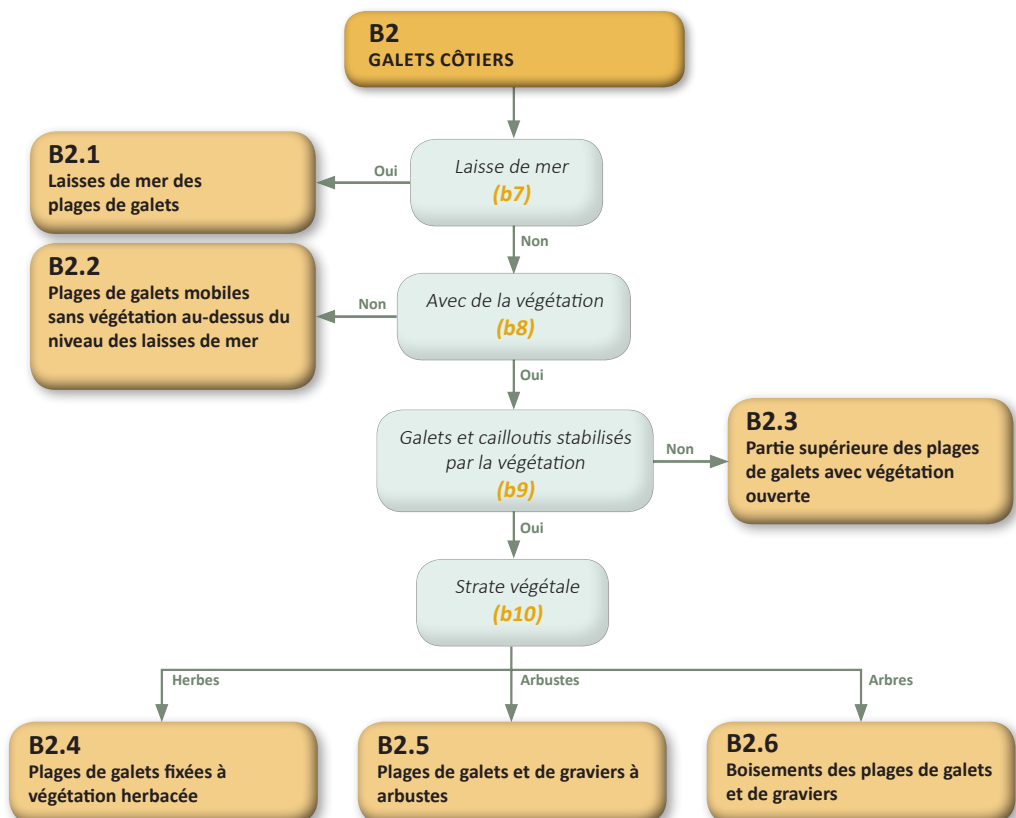 B2
GALETS CÔTIERS
Laisse de mer
(b7)
Oui
B2.1
Laisses de mer des
plages de galets
Non
Avec de la végétation
(b8)
Non
B2.2
Plages de galets mobiles
sans végétation au-dessus du
niveau des laisses de mer
Oui
Galets et cailloutis stabilisés
par la végétation
(b9)
Non
B2.3
Partie supérieure des plages
de galets avec végétation
ouverte
Oui
Strate végétale
(b10)
Herbes
Arbustes
Arbres
B2.4
Plages de galets fixées à
végétation herbacée
B2.5
Plages de galets et de graviers à
arbustes
B2.6
Boisements des plages de galets
et de graviers